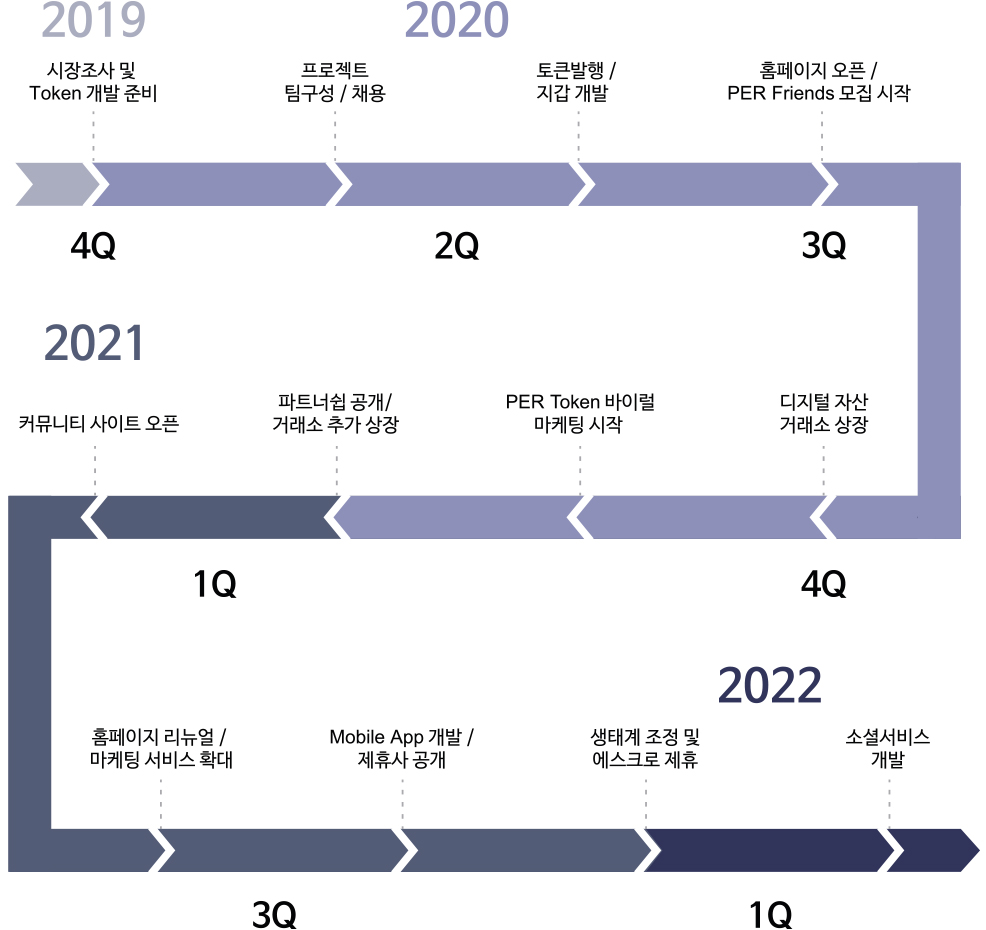 2019
2020
시장조사 및
Token 개발 준비
프로젝트
팀구성 / 채용
토큰발행 /
지갑 개발
홈페이지 오픈 /
PER Friends 모집 시작
4Q
2Q
3Q
2021
커뮤니티 사이트 오픈
파트너쉽 공개/
거래소 추가 상장
PER Token 바이럴
마케팅 시작
디지털 자산
거래소 상장
1Q
4Q
2022
홈페이지 리뉴얼 /
마케팅 서비스 확대
Mobile App 개발 /
제휴사 공개
생태계 조정 및
에스크로 제휴
소셜서비스
개발
3Q
1Q